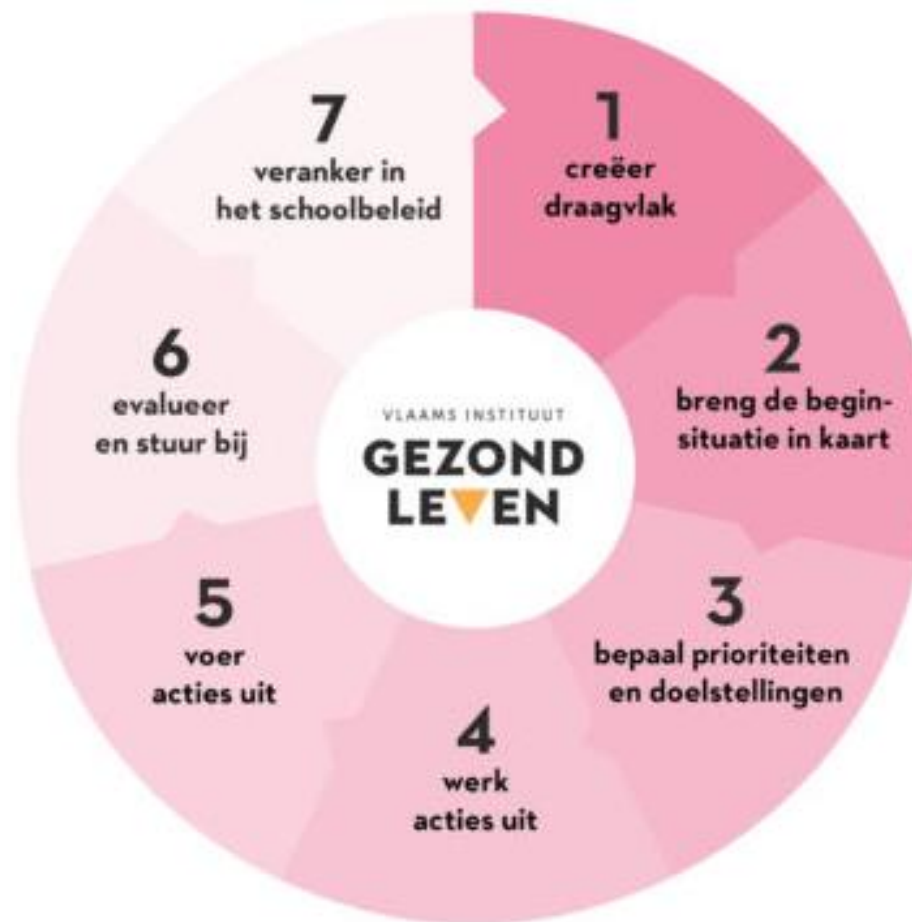 1
creëer
draagvlak
2
breng de begin-
situatie in kaart
3
bepaal prioriteiten
en doelstellingen
4
werk
acties uit
5
voer
acties uit
6
evalueer
en stuur bij
7
veranker in
het schoolbeleid
VLAAMS INSTITUUT
GEZOND
LEVEN